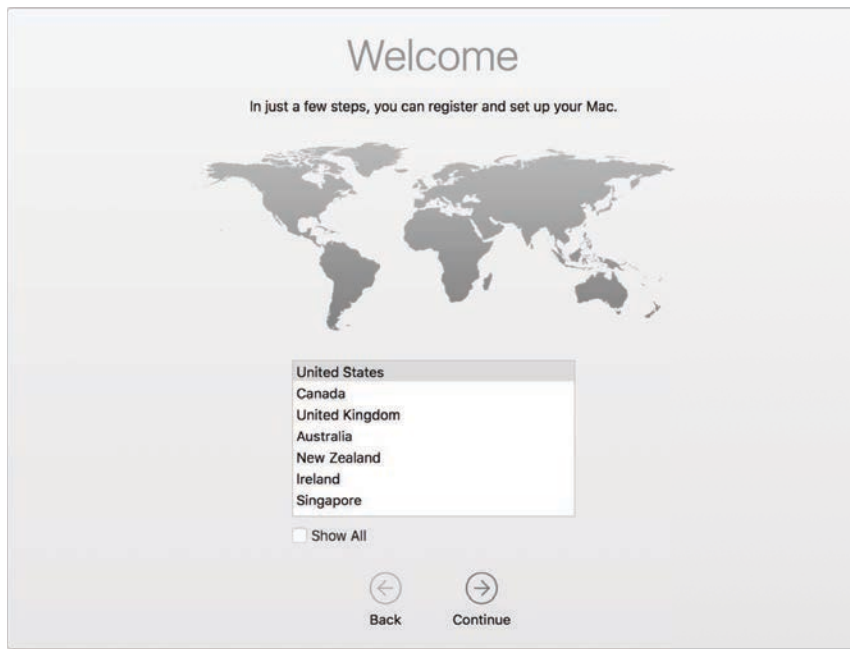 Welcome
In just a few steps, you can register and set up your Mac.
United States
Canada
United Kingdom
Australia
New Zealand
Ireland
Singapore
Show All
Back
Continue